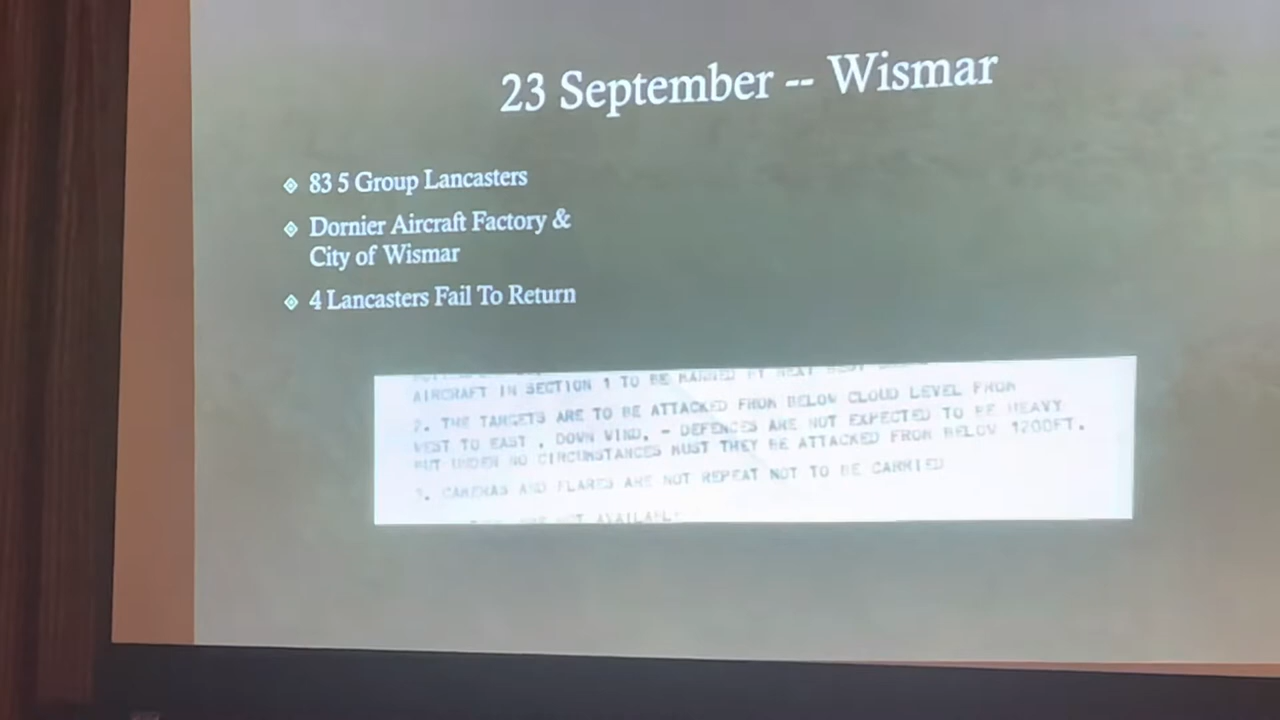 23 September -- Wismar
83 5 Group Lancasters
Dornier Aircraft Factory &
City of Wismar
4 Lancasters Fail To Return
AIRCRAFT IN SECTION 1 TO BE
2. THE TARGETS ARE TO BE ATTACKED FROM BELOW CLOUD LEVEL FROM
WEST TO EAST , DOWN WIND, - DEFENCES ARE NOT EXPECTED TO BE HEAVY
BUT UNDER NO CIRCUMSTANCES MUST THEY BE ATTACKED FROM BELOW 1200FT.
3. CAMERAS AND FLARES ARE NOT REPEAT NOT TO BE CARRIED